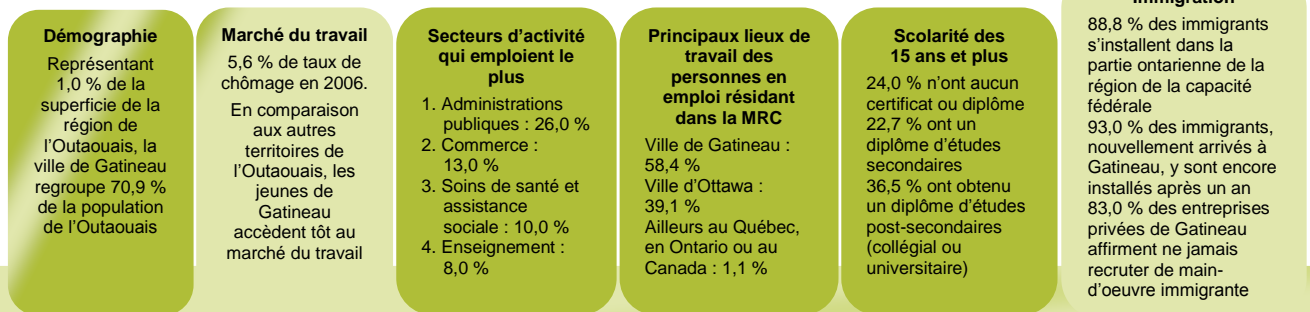 Démographie
Représentant
1,0 % de la
superficie de la
région de
l'Outaouais, la
ville de Gatineau
regroupe 70,9 %
de la population
de l'Outaouais
Marché du travail
5,6 % de taux de
chômage en 2006.
En comparaison
aux autres
territoires de
l'Outaouais, les
jeunes de
Gatineau
accèdent tôt au
marché du travail
Secteurs d'activité
qui emploient le
plus
1. Administrations
publiques : 26,0 %
2. Commerce :
13,0 %
3. Soins de santé et
assistance
sociale : 10,0 %
4. Enseignement :
8,0 %
Principaux lieux de
travail des
personnes en
emploi résidant
dans la MRC
Ville de Gatineau :
58,4 %
Ville d'Ottawa :
39,1 %
Ailleurs au Québec,
en Ontario ou au
Canada : 1,1 %
Scolarité des
15 ans et plus
24,0 % n'ont aucun
certificat ou diplôme
22,7 % ont un
diplôme d'études
secondaires
36,5 % ont obtenu
un diplôme d'études
post-secondaires
(collégial ou
universitaire)
Immigration
88,8 % des immigrants
s'installent dans la
partie ontarienne de la
région de la capacité
fédérale
93,0 % des immigrants,
nouvellement arrivés à
Gatineau, y sont encore
installés après un an
83,0 % des entreprises
privées de Gatineau
affirment ne jamais
recruter de main-
d'oeuvre immigrante